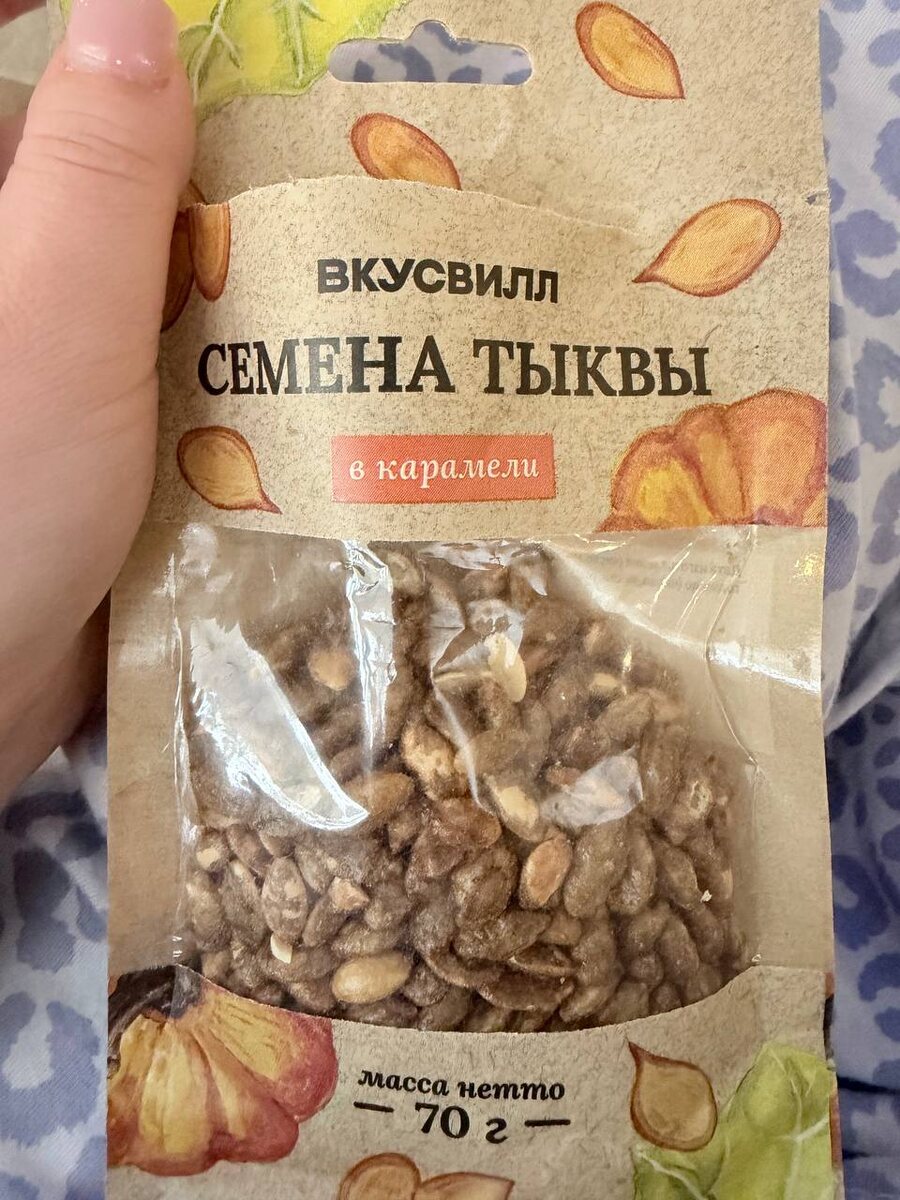 ВКУСВИЛЛ
СЕМЕНА ТЫКВЫ
в карамели
масса нетто
— 70 г —